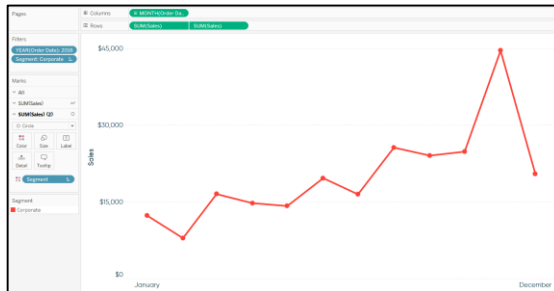 Pages
Columns
MONTH(Order Da..
Rows
SUM(Sales)
SUM(Sales)
Filters
YEAR(Order Date): 2016
Segment: Corporate
Marks
All
SUM(Sales)
SUM(Sales) (2)
Circle
Color
Size
Label
Detail
Tooltip
Segment
Segment
Corporate
Sales
$45,000
$30,000
$15,000
$0
January
December